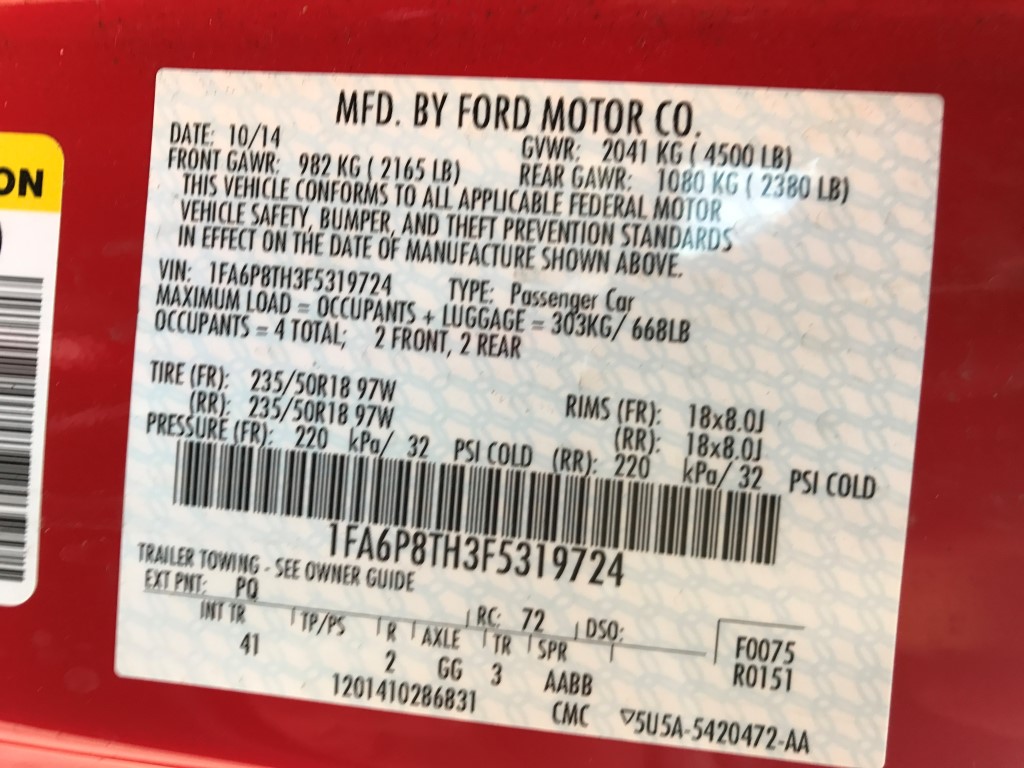 ON
MFD. BY FORD MOTOR CO.
DATE: 10/14 GVWR: 2041 KG ( 4500 LB)
FRONT GAWR: 982 KG ( 2165 LB) REAR GAWR: 1080 KG ( 2380 LB)
THIS VEHICLE CONFORMS TO ALL APPLICABLE FEDERAL MOTOR
VEHICLE SAFETY, BUMPER, AND THEFT PREVENTION STANDARDS
IN EFFECT ON THE DATE OF MANUFACTURE SHOWN ABOVE.
VIN: 1FA6P8TH3F5319724 TYPE: Passenger Car
MAXIMUM LOAD = OCCUPANTS + LUGGAGE = 303KG/ 668LB
OCCUPANTS = 4 TOTAL; 2 FRONT, 2 REAR
TIRE (FR): 235/50R18 97W RIMS (FR): 18x8.0J
(RR): 235/50R18 97W (RR): 18x8.0J
PRESSURE (FR): 220 kPa/ 32 PSI COLD (RR): 220 kPa/ 32 PSI COLD
1FA6P8TH3F5319724
TRAILER TOWING - SEE OWNER GUIDE
EXT PNT: PQ RC: 72 DSO:
INT TR TP/PS R AXLE TR SPR F0075
41 2 GG 3 AABB R0151
1201410286831 CMC ▽5U5A-5420472-AA